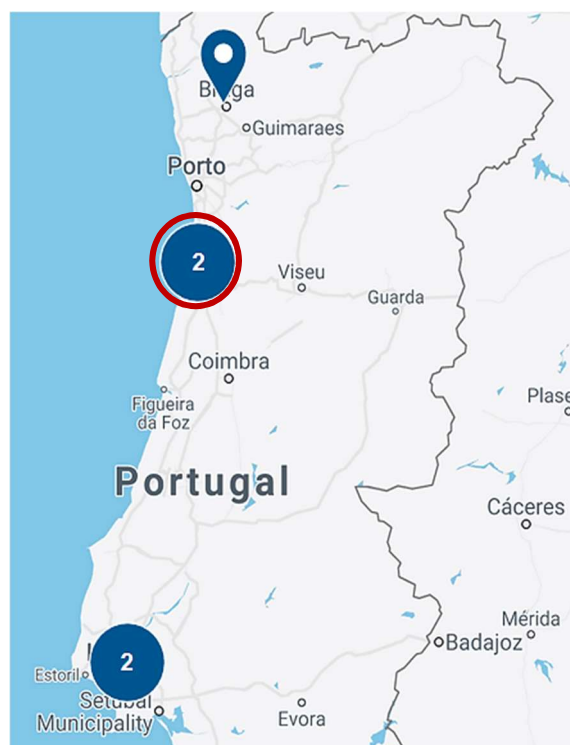 Braga
Guimaraes
Porto
2
Viseu
Guarda
Coimbra
Figueira
da Foz
Plase
Portugal
Cáceres
2
Mérida
Badajoz
Estoril
Setubal
Municipality
Evora